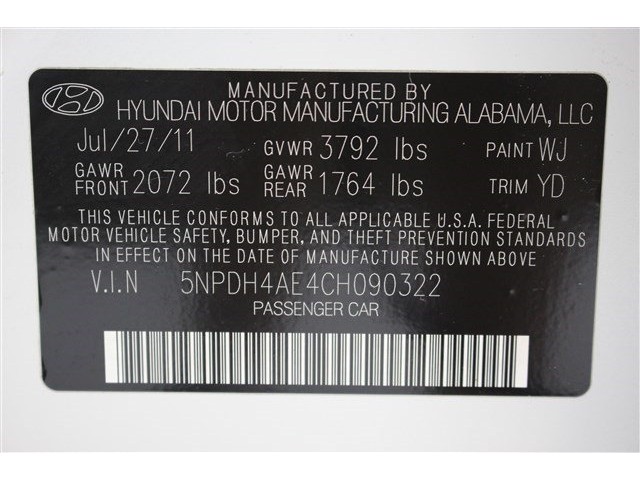 MANUFACTURED BY
HYUNDAI MOTOR MANUFACTURING ALABAMA, LLC
Jul/27/11 GVWR 3792 lbs PAINT WJ
GAWR FRONT 2072 lbs GAWR REAR 1764 lbs TRIM YD
THIS VEHICLE CONFORMS TO ALL APPLICABLE U.S.A. FEDERAL
MOTOR VEHICLE SAFETY, BUMPER, AND THEFT PREVENTION STANDARDS
IN EFFECT ON THE DATE OF MANUFACTURE SHOWN ABOVE
V.I.N 5NPDH4AE4CH090322
PASSENGER CAR